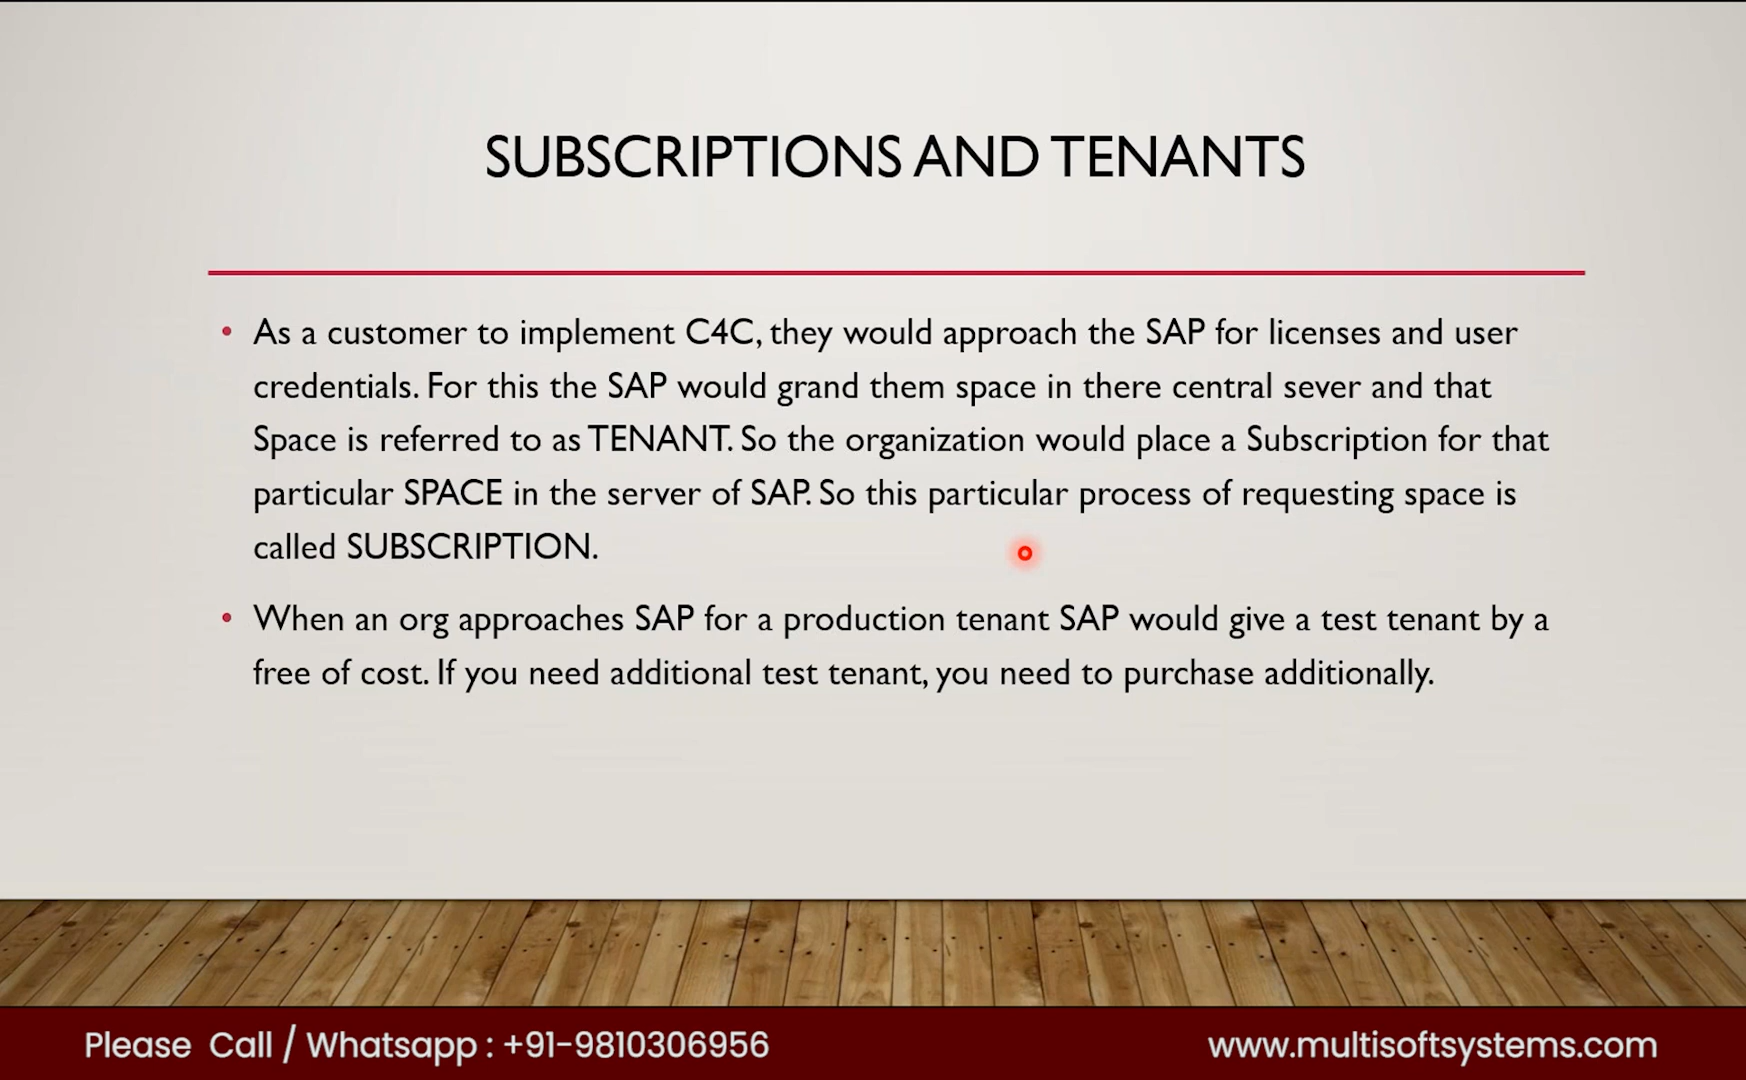 SUBSCRIPTIONS AND TENANTS
• As a customer to implement C4C, they would approach the SAP for licenses and user
credentials. For this the SAP would grand them space in there central sever and that
Space is referred to as TENANT. So the organization would place a Subscription for that
particular SPACE in the server of SAP. So this particular process of requesting space is
called SUBSCRIPTION.
• When an org approaches SAP for a production tenant SAP would give a test tenant by a
free of cost. If you need additional test tenant, you need to purchase additionally.
Please Call / Whatsapp : +91-9810306956
www.multisoftsystems.com